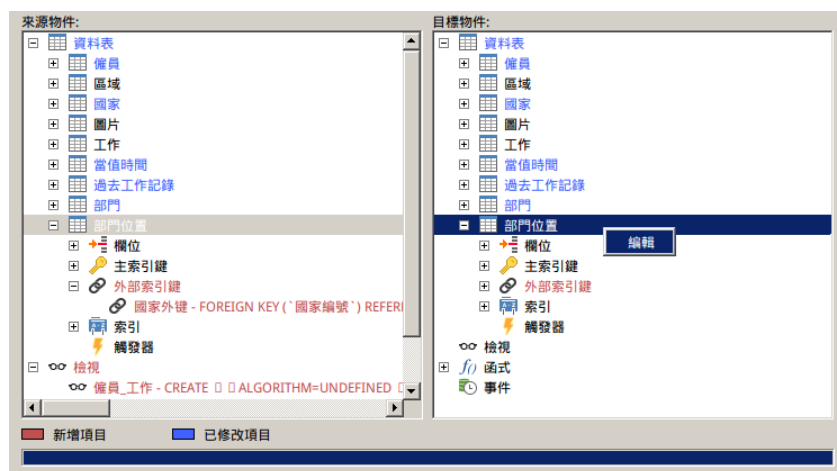 來源物件:
資料表
僱員
區域
國家
圖片
工作
當值時間
過去工作記錄
部門
部門位置
欄位
主索引鍵
外部索引鍵
國家外键 - FOREIGN KEY (`國家編號`) REFERI
索引
觸發器
檢視
僱員_工作 - CREATE ALGORITHM=UNDEFINED
目標物件:
資料表
僱員
區域
國家
圖片
工作
當值時間
過去工作記錄
部門
部門位置
編輯
欄位
主索引鍵
外部索引鍵
索引
觸發器
檢視
f() 函式
事件
新增項目
已修改項目